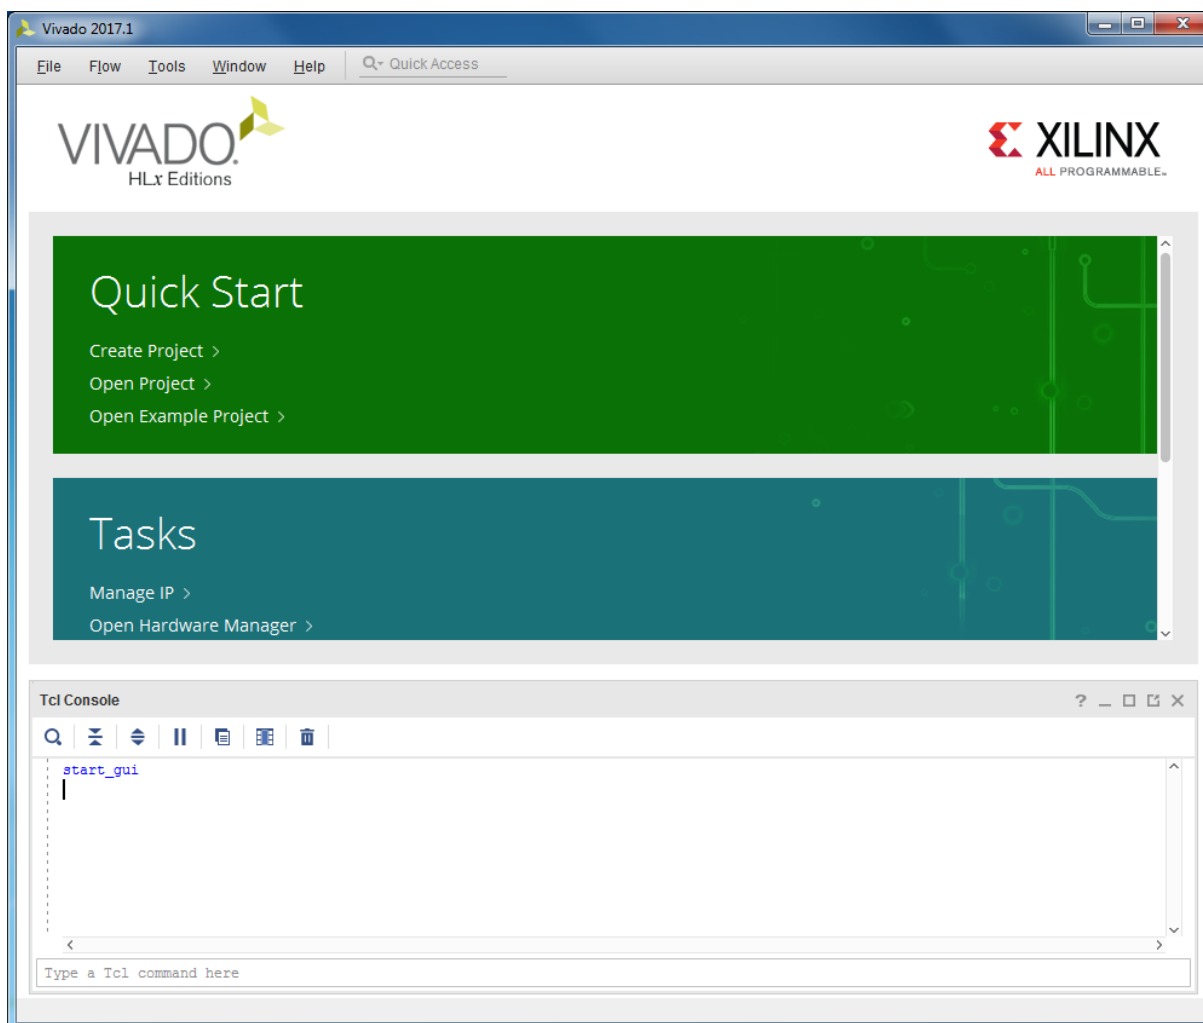 Vivado 2017.1
File Flow Tools Window Help Quick Access
VIVADO.
HLx Editions
XILINX
ALL PROGRAMMABLE™
Quick Start
Create Project >
Open Project >
Open Example Project >
Tasks
Manage IP >
Open Hardware Manager >
Tcl Console
start_gui
Type a Tcl command here